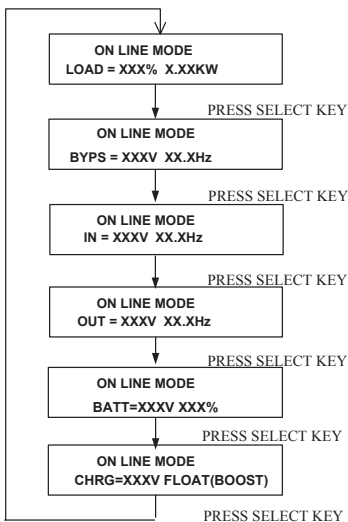 ON LINE MODE
LOAD = XXX% X.XXKW
PRESS SELECT KEY
ON LINE MODE
BYPS = XXXV XX.XHz
PRESS SELECT KEY
ON LINE MODE
IN = XXXV XX.XHz
PRESS SELECT KEY
ON LINE MODE
OUT = XXXV XX.XHz
PRESS SELECT KEY
ON LINE MODE
BATT=XXXV XXX%
PRESS SELECT KEY
ON LINE MODE
CHRG=XXXV FLOAT(BOOST)
PRESS SELECT KEY